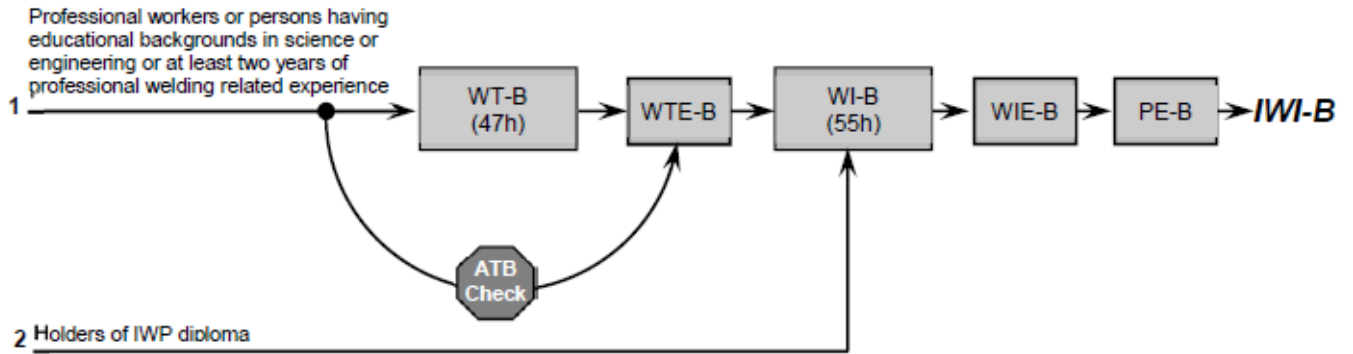 Professional workers or persons having
educational backgrounds in science or
engineering or at least two years of
professional welding related experience
1
WT-B
(47h)
WTE-B
WI-B
(55h)
WIE-B
PE-B
IWI-B
ATB
Check
2 Holders of IWP diploma